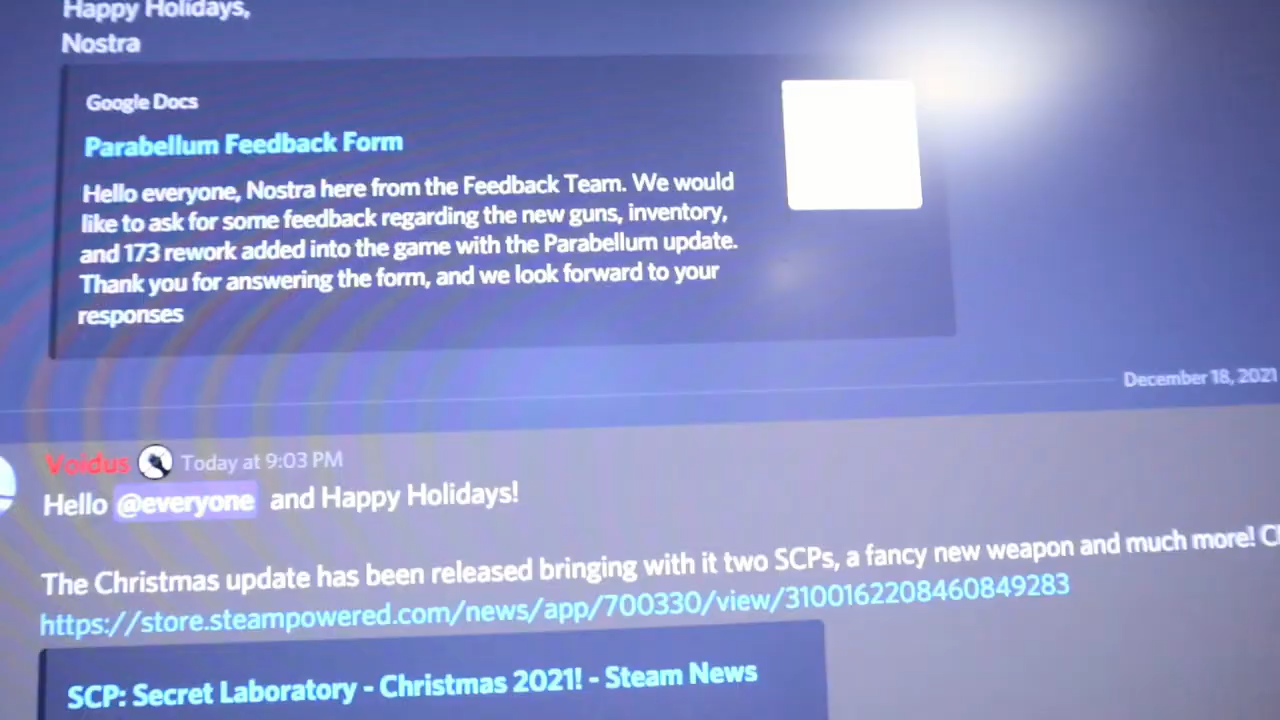 Happy Holidays,
Nostra
Google Docs
Parabellum Feedback Form
Hello everyone, Nostra here from the Feedback Team. We would
like to ask for some feedback regarding the new guns, inventory,
and 173 rework added into the game with the Parabellum update.
Thank you for answering the form, and we look forward to your
responses
December 18, 2021
Voidus Today at 9:03 PM
Hello @everyone and Happy Holidays!
The Christmas update has been released bringing with it two SCPs, a fancy new weapon and much more!
https://store.steampowered.com/news/app/700330/view/3100162208460849283
SCP: Secret Laboratory - Christmas 2021! - Steam News